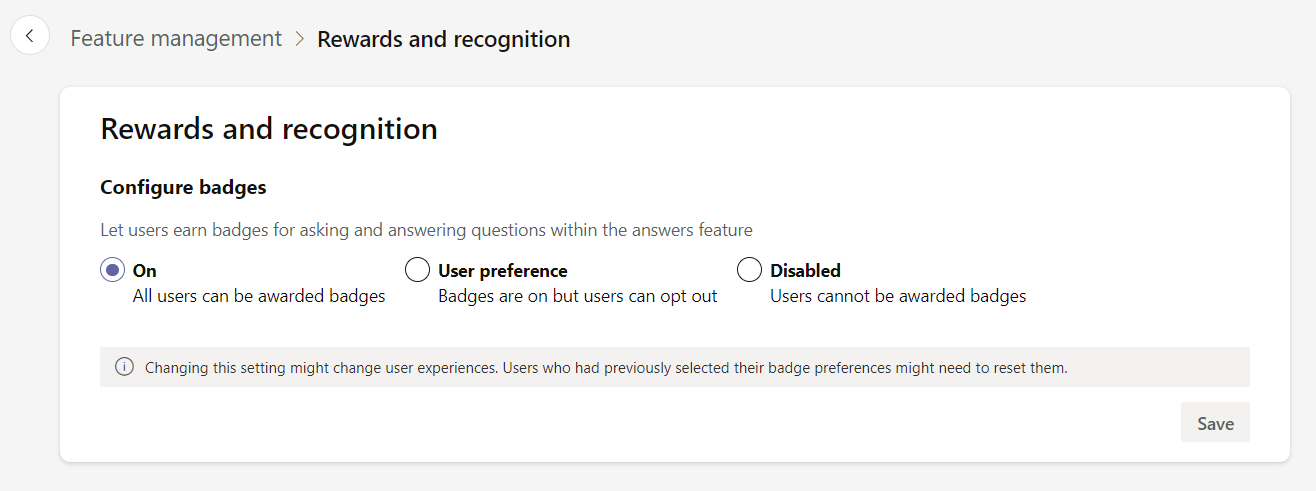 Feature management > Rewards and recognition
Rewards and recognition
Configure badges
Let users earn badges for asking and answering questions within the answers feature
On User preference Disabled
All users can be awarded badges Badges are on but users can opt out Users cannot be awarded badges
Changing this setting might change user experiences. Users who had previously selected their badge preferences might need to reset them.
Save